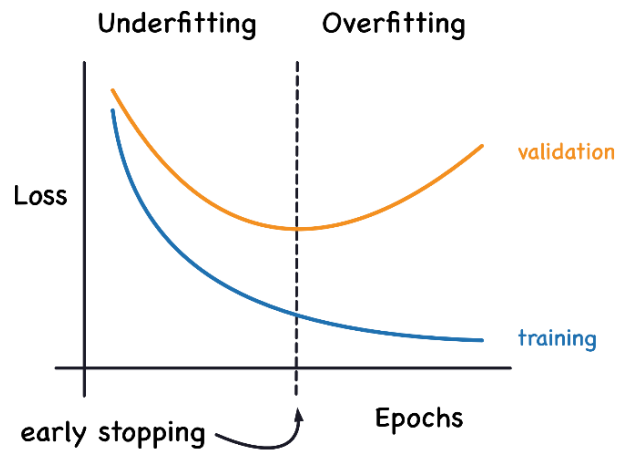 Underfitting
Overfitting
validation
Loss
training
Epochs
early stopping